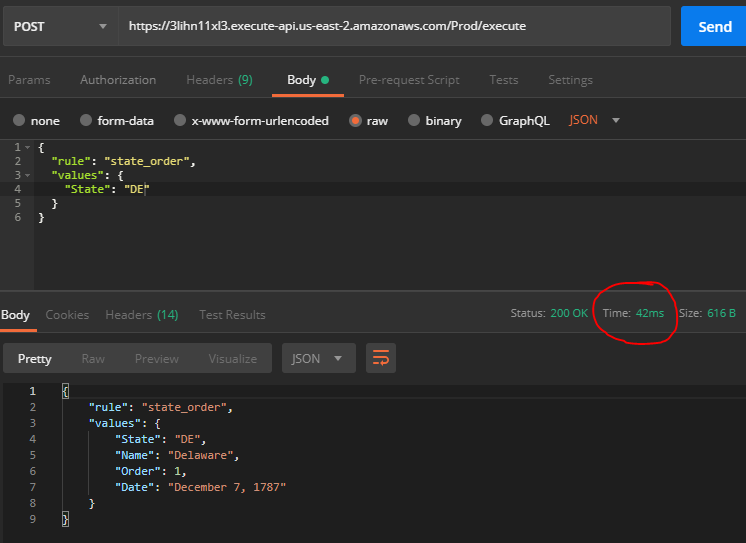 POST https://3lihn11xl3.execute-api.us-east-2.amazonaws.com/Prod/execute Send
Params Authorization Headers (9) Body Pre-request Script Tests Settings
none form-data x-www-form-urlencoded raw binary GraphQL JSON
1 {
2 "rule": "state_order",
3 "values": {
4 "State": "DE"
5 }
6 }
Body Cookies Headers (14) Test Results Status: 200 OK Time: 42ms Size: 616 B
Pretty Raw Preview Visualize JSON
1 {
2 "rule": "state_order",
3 "values": {
4 "State": "DE",
5 "Name": "Delaware",
6 "Order": 1,
7 "Date": "December 7, 1787"
8 }
9 }